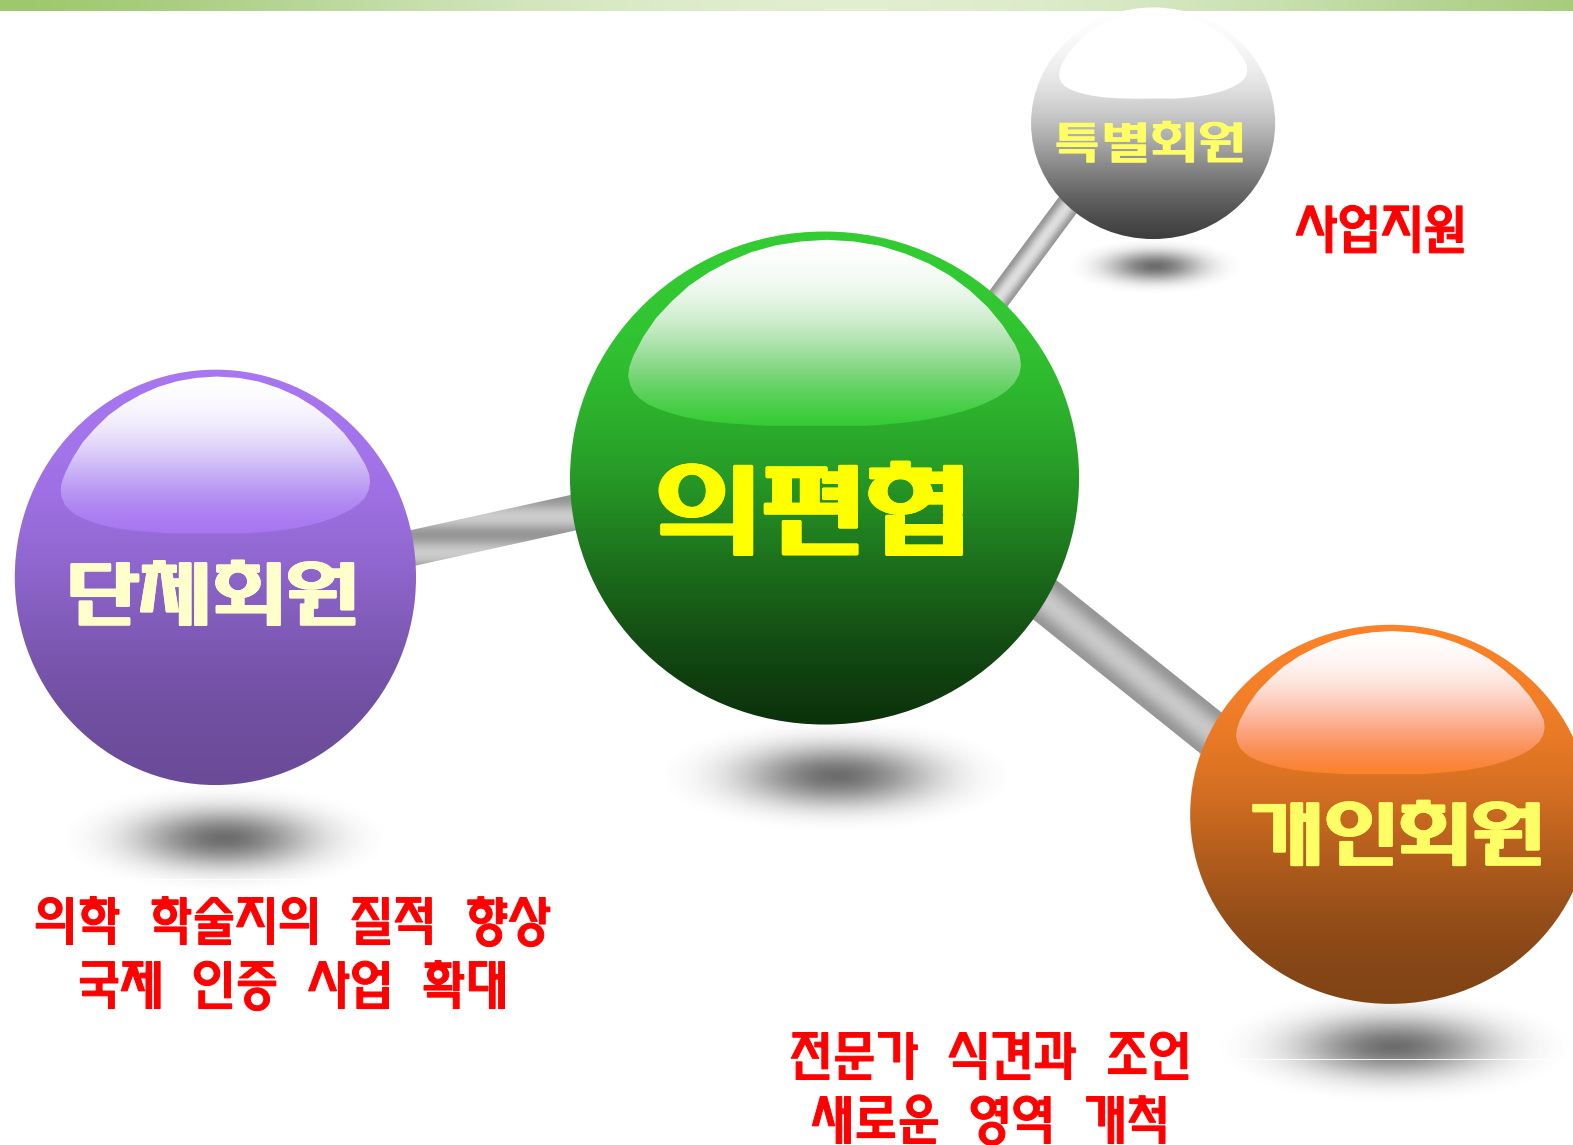 특별회원
사업지원
의편협
단체회원
개인회원
의학 학술지의 질적 향상
국제 인증 사업 확대
전문가 식견과 조언
새로운 영역 개척